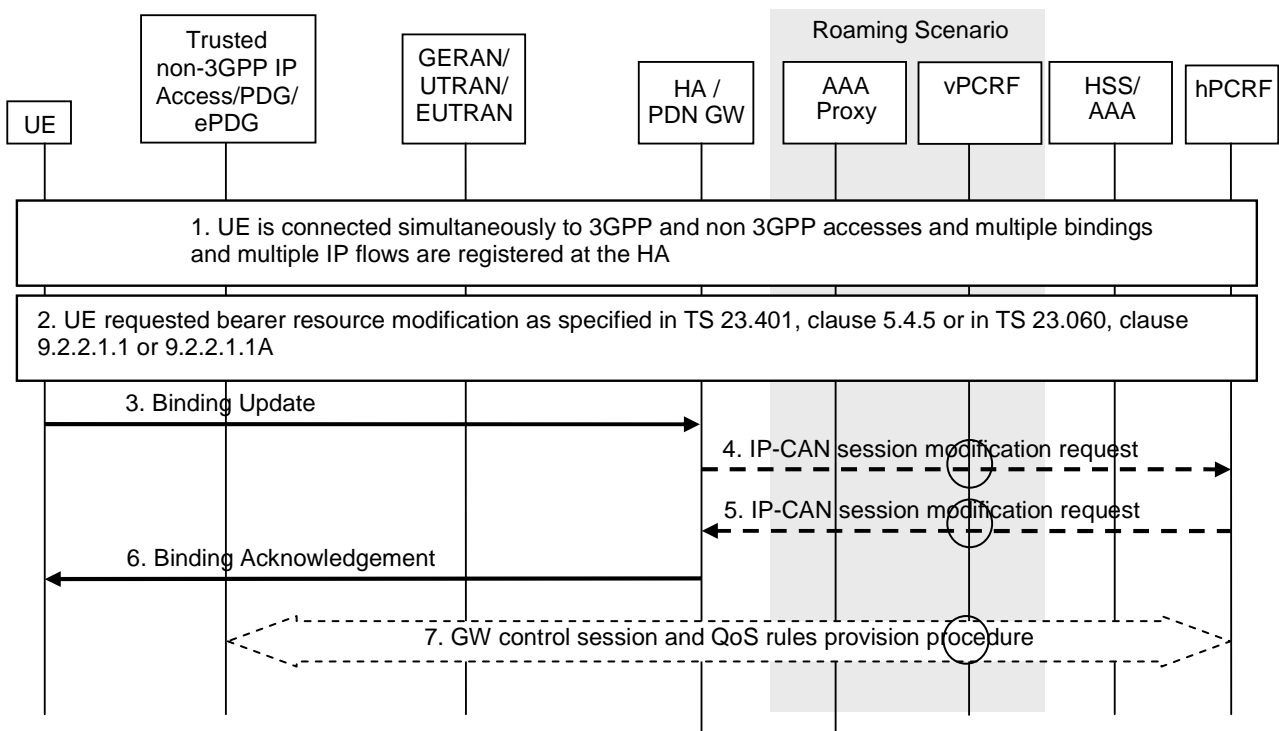 Roaming Scenario
UE
Trusted
non-3GPP IP
Access/PDG/
ePDG
GERAN/
UTRAN/
EUTRAN
HA /
PDN GW
AAA
Proxy
vPCRF
HSS/
AAA
hPCRF
1. UE is connected simultaneously to 3GPP and non 3GPP accesses and multiple bindings
and multiple IP flows are registered at the HA
2. UE requested bearer resource modification as specified in TS 23.401, clause 5.4.5 or in TS 23.060, clause
9.2.2.1.1 or 9.2.2.1.1A
3. Binding Update
4. IP-CAN session modification request
5. IP-CAN session modification request
6. Binding Acknowledgement
7. GW control session and QoS rules provision procedure